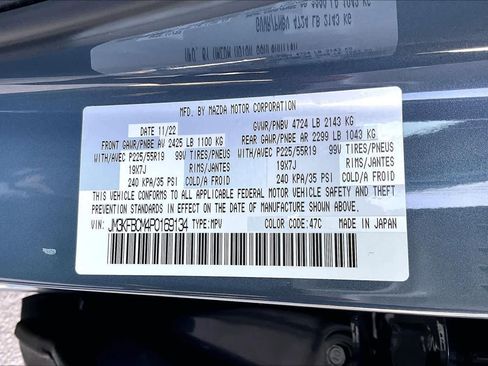 MFD. BY MAZDA MOTOR CORPORATION
DATE 11/22 GVWR/PNBV 4724 LB 2143 KG
FRONT GAWR/PNBE AV 2425 LB 1100 KG REAR GAWR/PNBE AR 2299 LB 1043 KG
WITH/AVEC P225/55R19 99V TIRES/PNEUS WITH/AVEC P225/55R19 99V TIRES/PNEUS
19X7J RIMS/JANTES 19X7J RIMS/JANTES
240 KPA/35 PSI COLD/A FROID 240 KPA/35 PSI COLD/A FROID
THIS VEHICLE CONFORMS TO ALL APPLICABLE FEDERAL MOTOR VEHICLE SAFETY AND THEFT
PREVENTION STANDARDS IN EFFECT ON THE DATE OF MANUFACTURE SHOWN ABOVE.
VIN: JM3KFBCM4P0169134 TYPE:MPV COLOR CODE: 47C MADE IN JAPAN